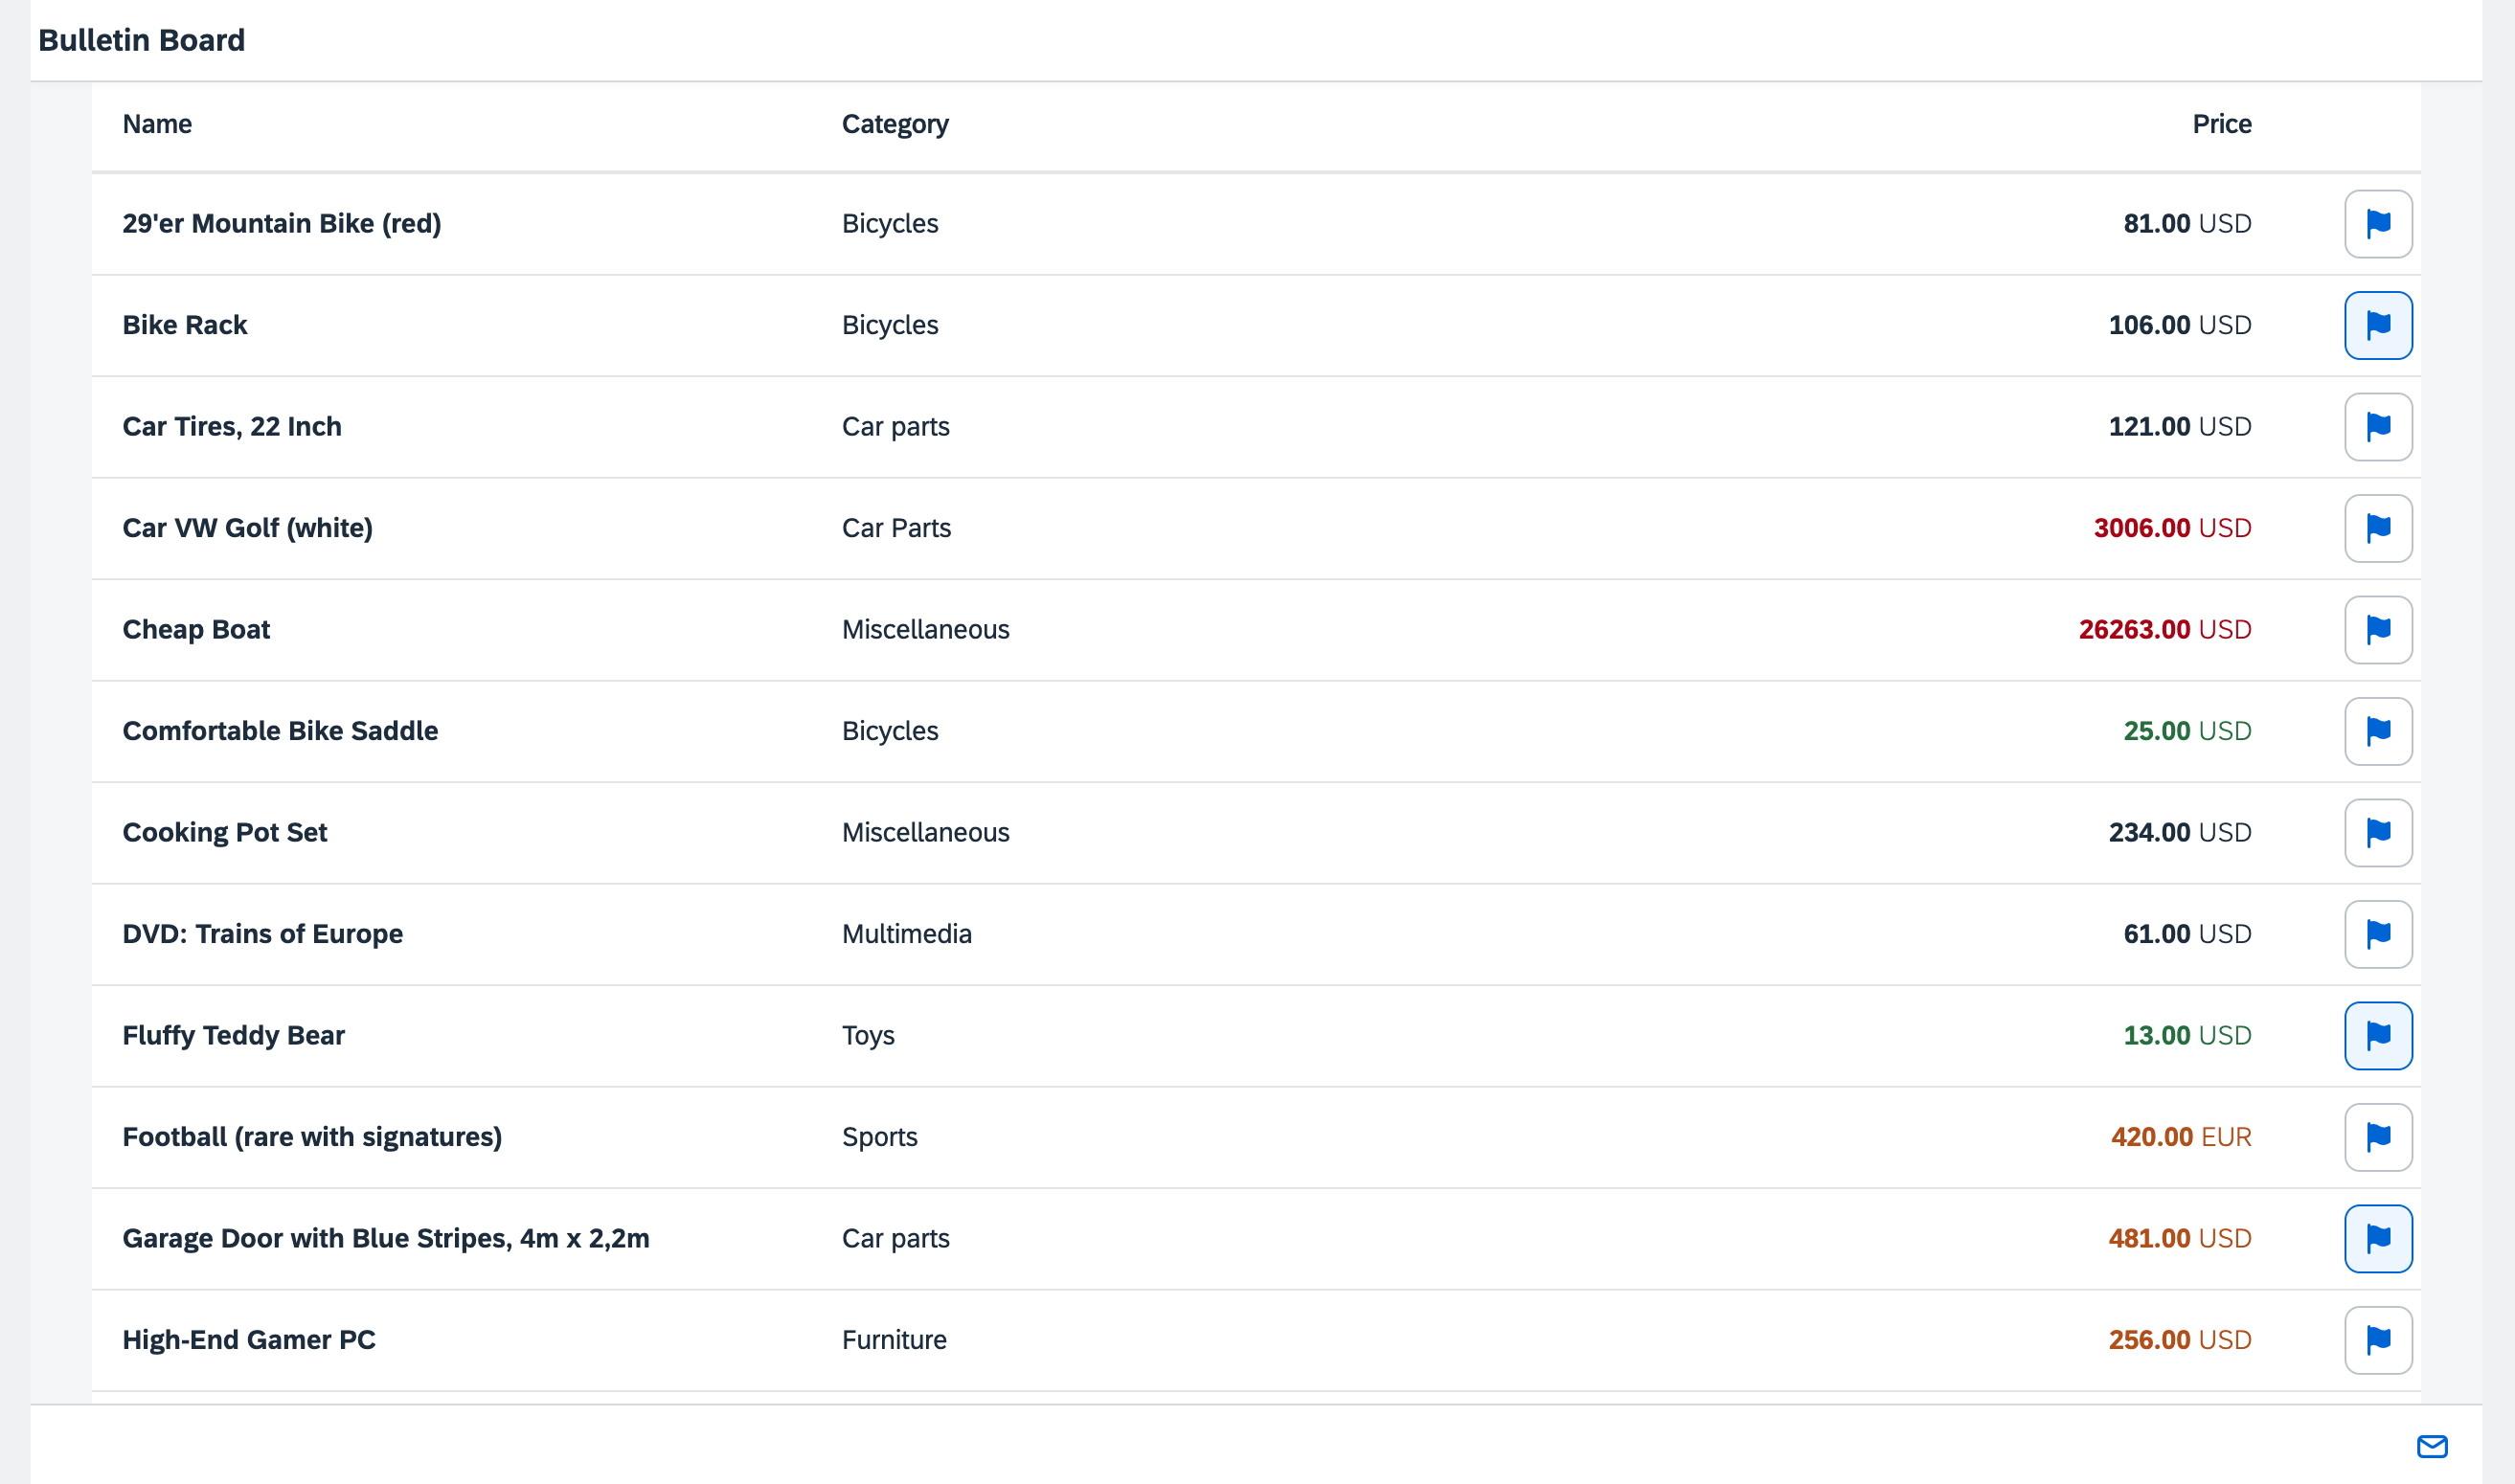 Bulletin Board
Name Category Price
29'er Mountain Bike (red) Bicycles 81.00 USD
Bike Rack Bicycles 106.00 USD
Car Tires, 22 Inch Car parts 121.00 USD
Car VW Golf (white) Car Parts 3006.00 USD
Cheap Boat Miscellaneous 26263.00 USD
Comfortable Bike Saddle Bicycles 25.00 USD
Cooking Pot Set Miscellaneous 234.00 USD
DVD: Trains of Europe Multimedia 61.00 USD
Fluffy Teddy Bear Toys 13.00 USD
Football (rare with signatures) Sports 420.00 EUR
Garage Door with Blue Stripes, 4m x 2,2m Car parts 481.00 USD
High-End Gamer PC Furniture 256.00 USD